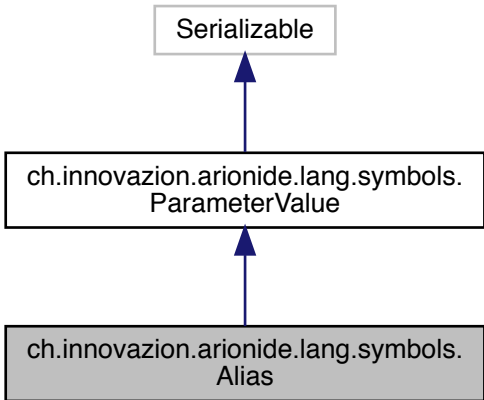 Serializable
ch.innovazion.arionide.lang.symbols.
ParameterValue
ch.innovazion.arionide.lang.symbols.
Alias